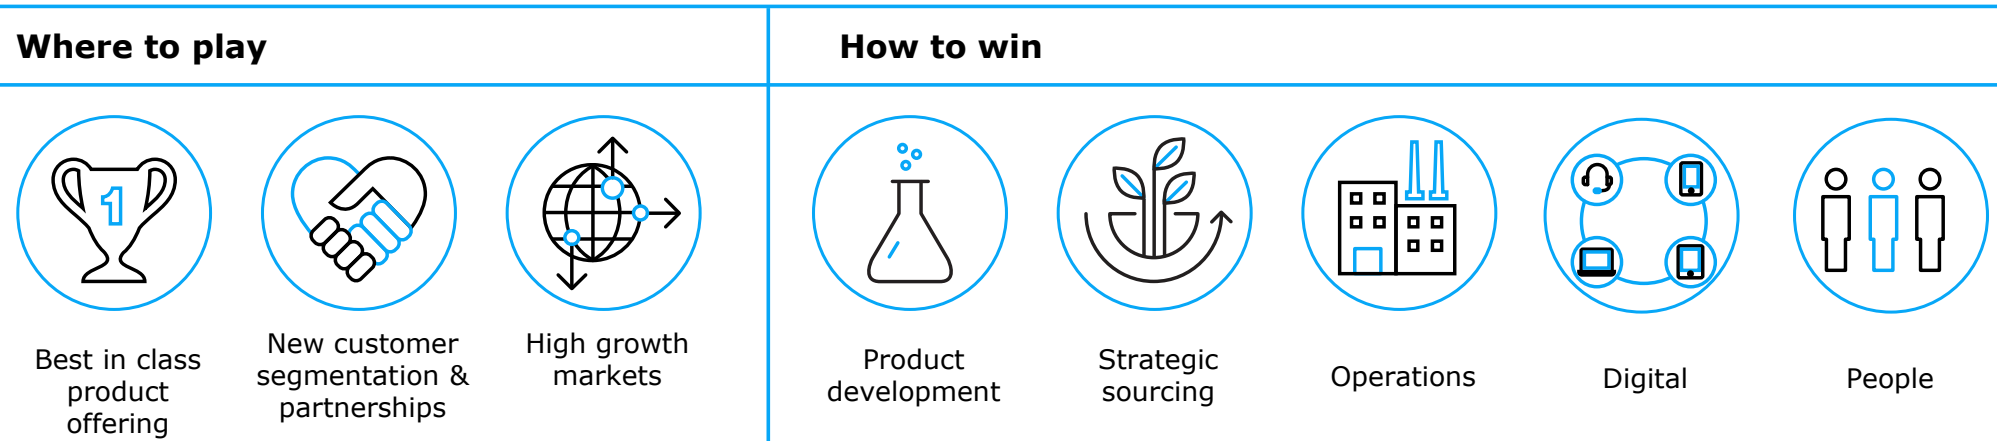 Where to play
How to win
1
Best in class
product
offering
New customer
segmentation &
partnerships
High growth
markets
Product
development
Strategic
sourcing
Operations
Digital
People